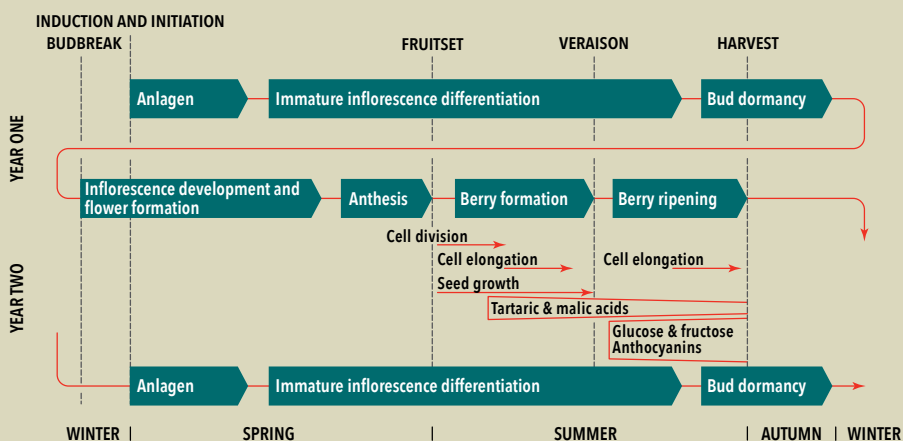 INDUCTION AND INITIATION
BUDBREAK
FRUITSET
VERAISON
HARVEST
YEAR ONE
Anlagen
Immature inflorescence differentiation
Bud dormancy
Inflorescence development and
flower formation
Anthesis
Berry formation
Berry ripening
YEAR TWO
Cell division
Cell elongation
Cell elongation
Seed growth
Tartaric & malic acids
Glucose & fructose
Anthocyanins
Anlagen
Immature inflorescence differentiation
Bud dormancy
WINTER
SPRING
SUMMER
AUTUMN
WINTER